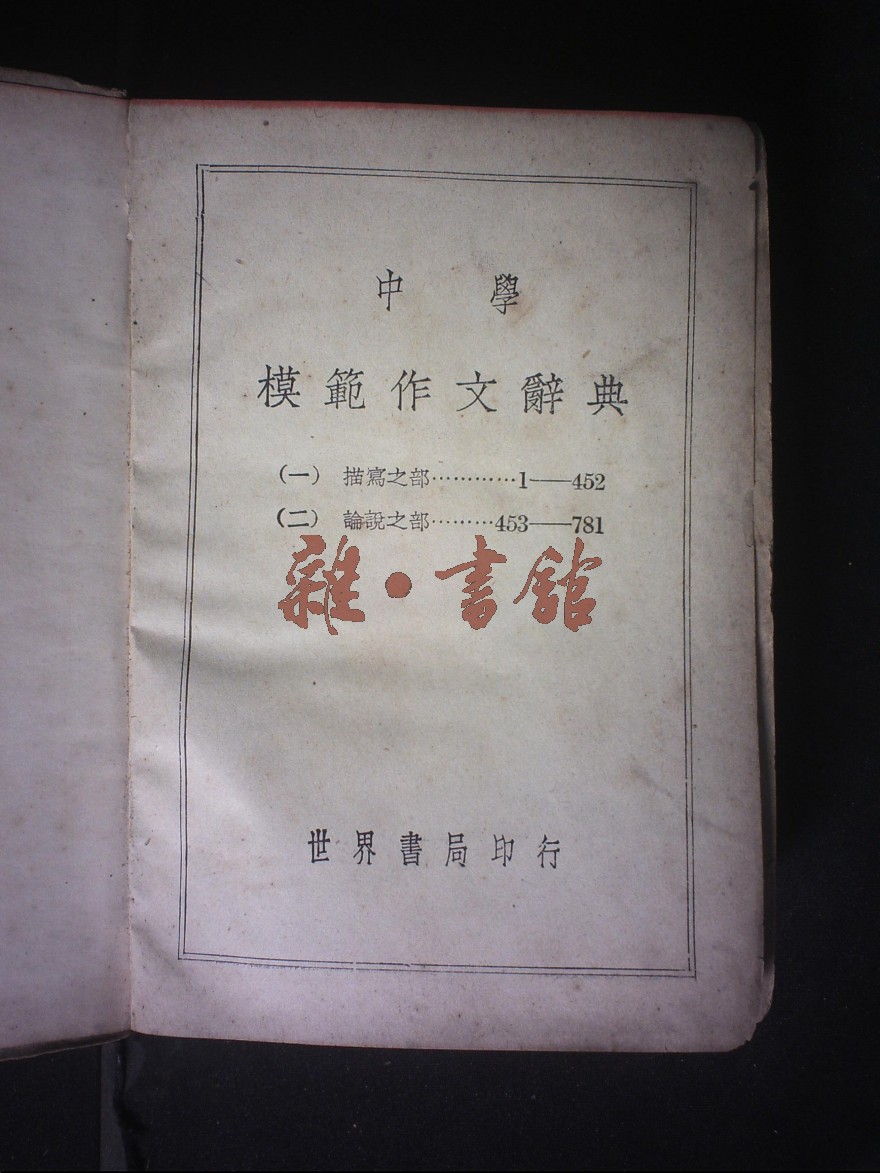 中學
模範作文辭典
(一) 描寫之部…………1——452
(二) 論說之部………453——781
雜·書館
世界書局印行